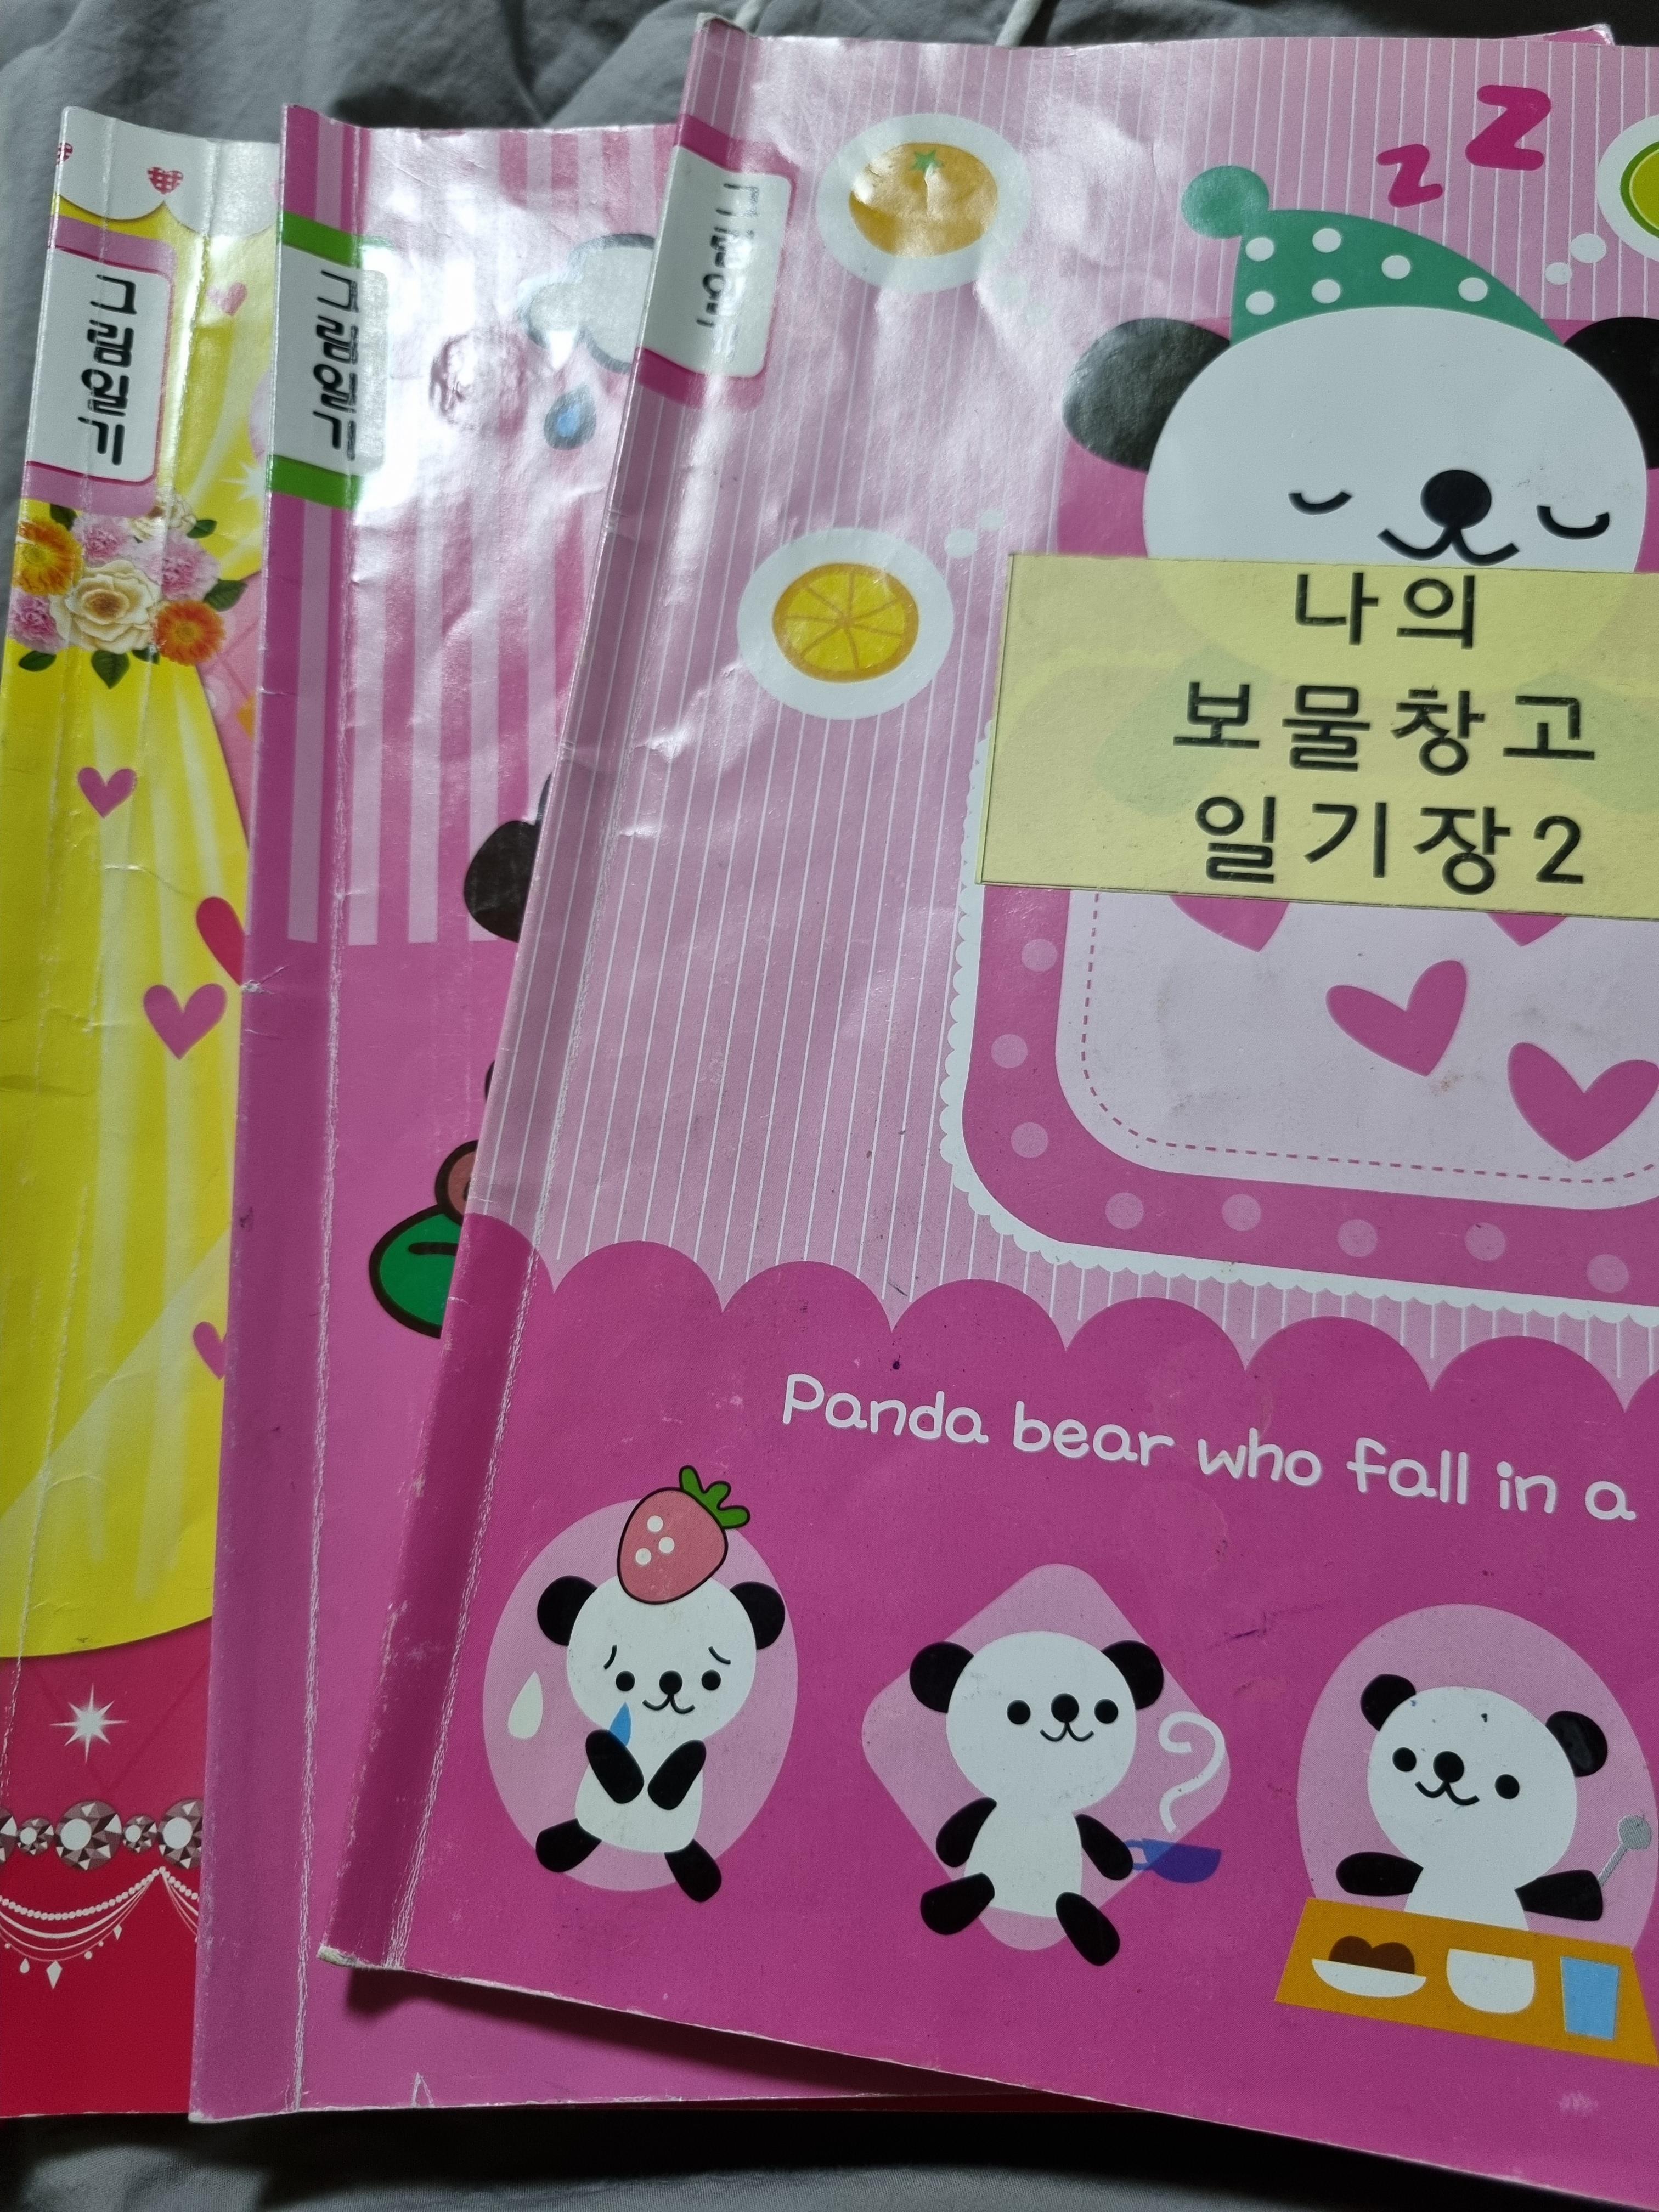 그림일기
그림일기
그림일기
z z
나의
보물창고
일기장2
Panda bear who fall in a